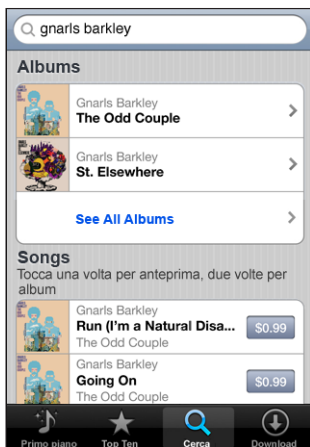 gnarls barkley
Albums
Gnarls Barkley
The Odd Couple
Gnarls Barkley
St. Elsewhere
See All Albums
Songs
Tocca una volta per anteprima, due volte per
album
Gnarls Barkley
Run (I'm a Natural Disa...
$0.99
The Odd Couple
Gnarls Barkley
Going On
$0.99
The Odd Couple
Primo piano
Top Ten
Cerca
Download